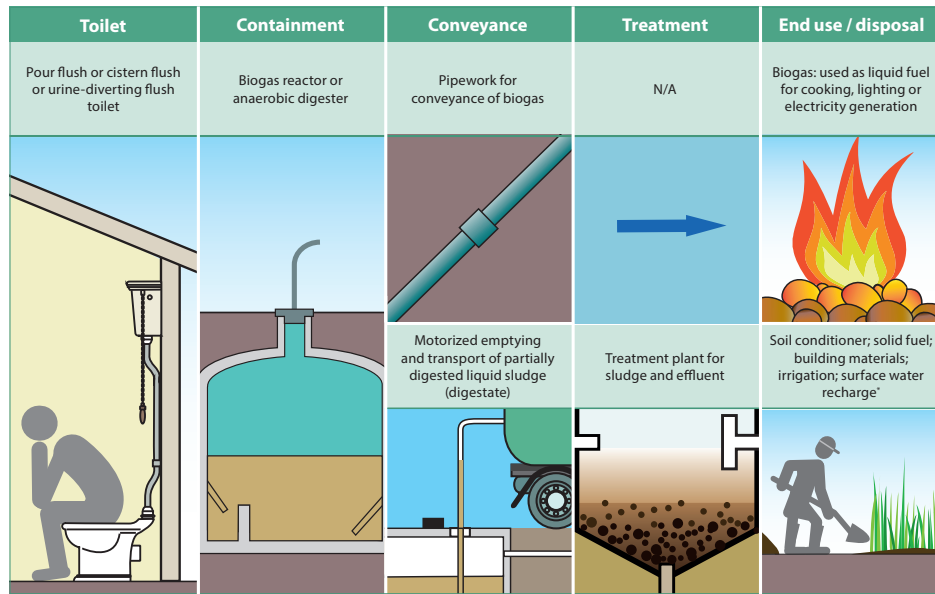 Toilet
Containment
Conveyance
Treatment
End use / disposal
Pour flush or cistern flush
or urine-diverting flush
toilet
Biogas reactor or
anaerobic digester
Pipework for
conveyance of biogas
N/A
Biogas: used as liquid fuel
for cooking, lighting or
electricity generation
Motorized emptying
and transport of partially
digested liquid sludge
(digestate)
Treatment plant for
sludge and effluent
Soil conditioner; solid fuel;
building materials;
irrigation; surface water
recharge*